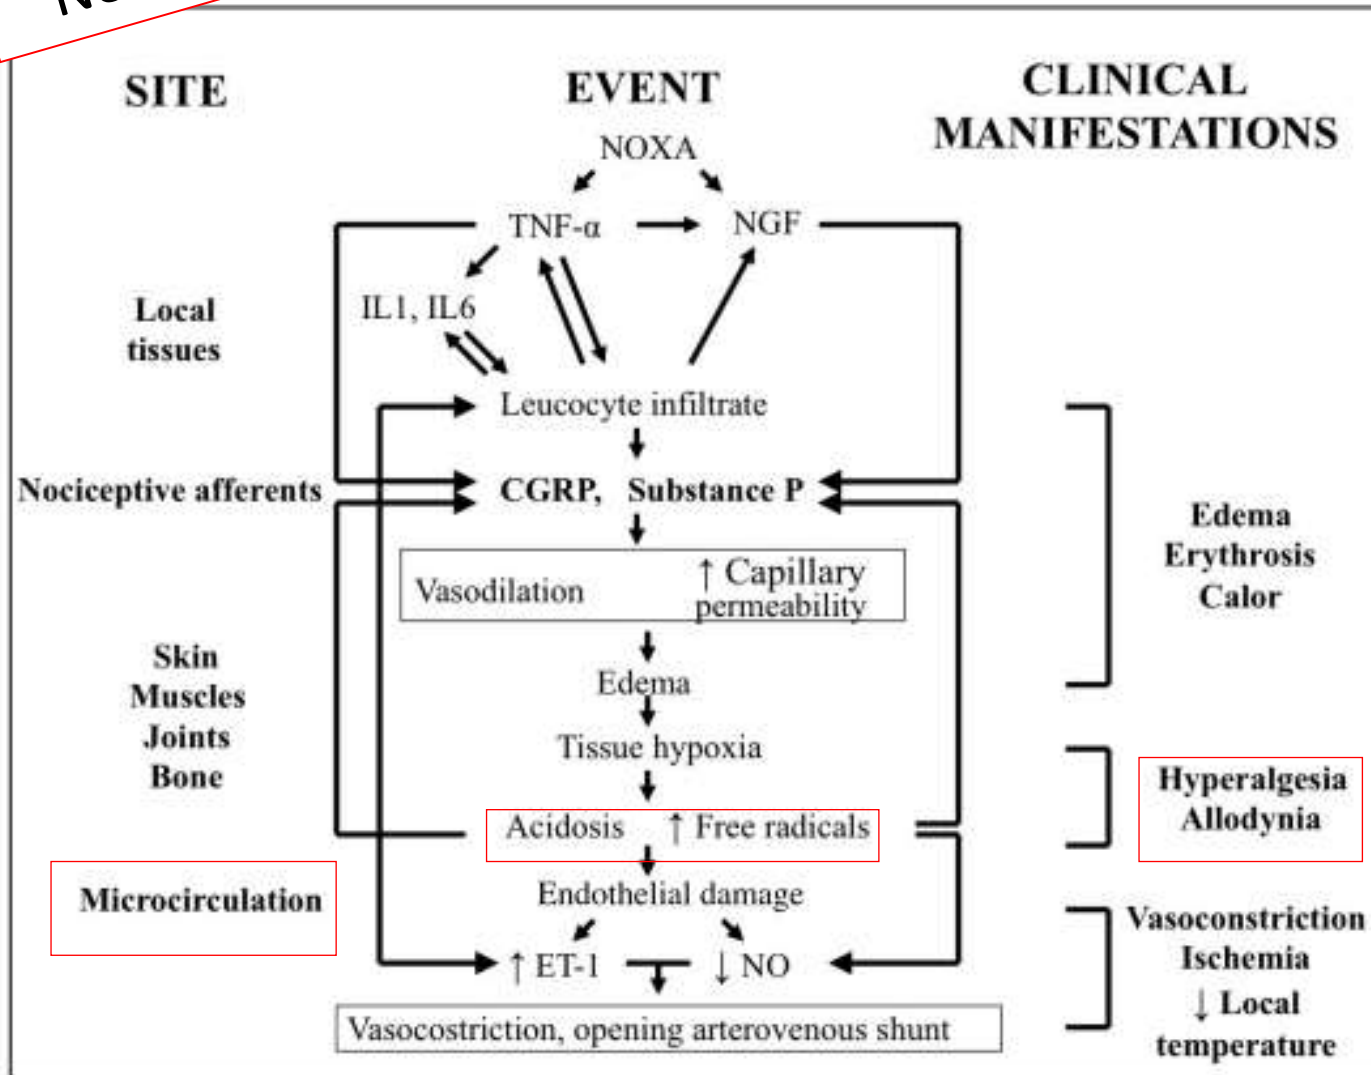 SITE
EVENT
CLINICAL
MANIFESTATIONS
NOXA
TNF-α
NGF
IL1, IL6
Local
tissues
Leucocyte infiltrate
Nociceptive afferents
CGRP, Substance P
Vasodilation
↑ Capillary
permeability
Edema
Erythrosis
Calor
Skin
Muscles
Joints
Bone
Edema
Tissue hypoxia
Acidosis ↑ Free radicals
Hyperalgesia
Allodynia
Microcirculation
Endothelial damage
↑ ET-1
↓ NO
Vasocostriction, opening arterovenous shunt
Vasoconstriction
Ischemia
↓ Local
temperature